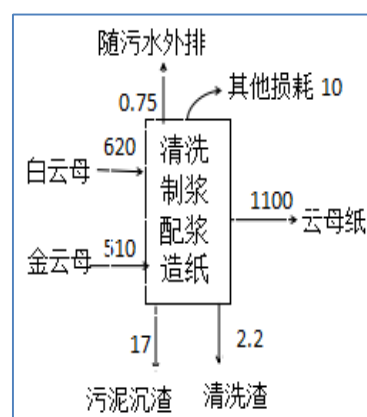 随污水外排
其他损耗 10
0.75
620
白云母
清洗
制浆
配浆
造纸
1100
云母纸
510
金云母
17
2.2
污泥沉渣
清洗渣